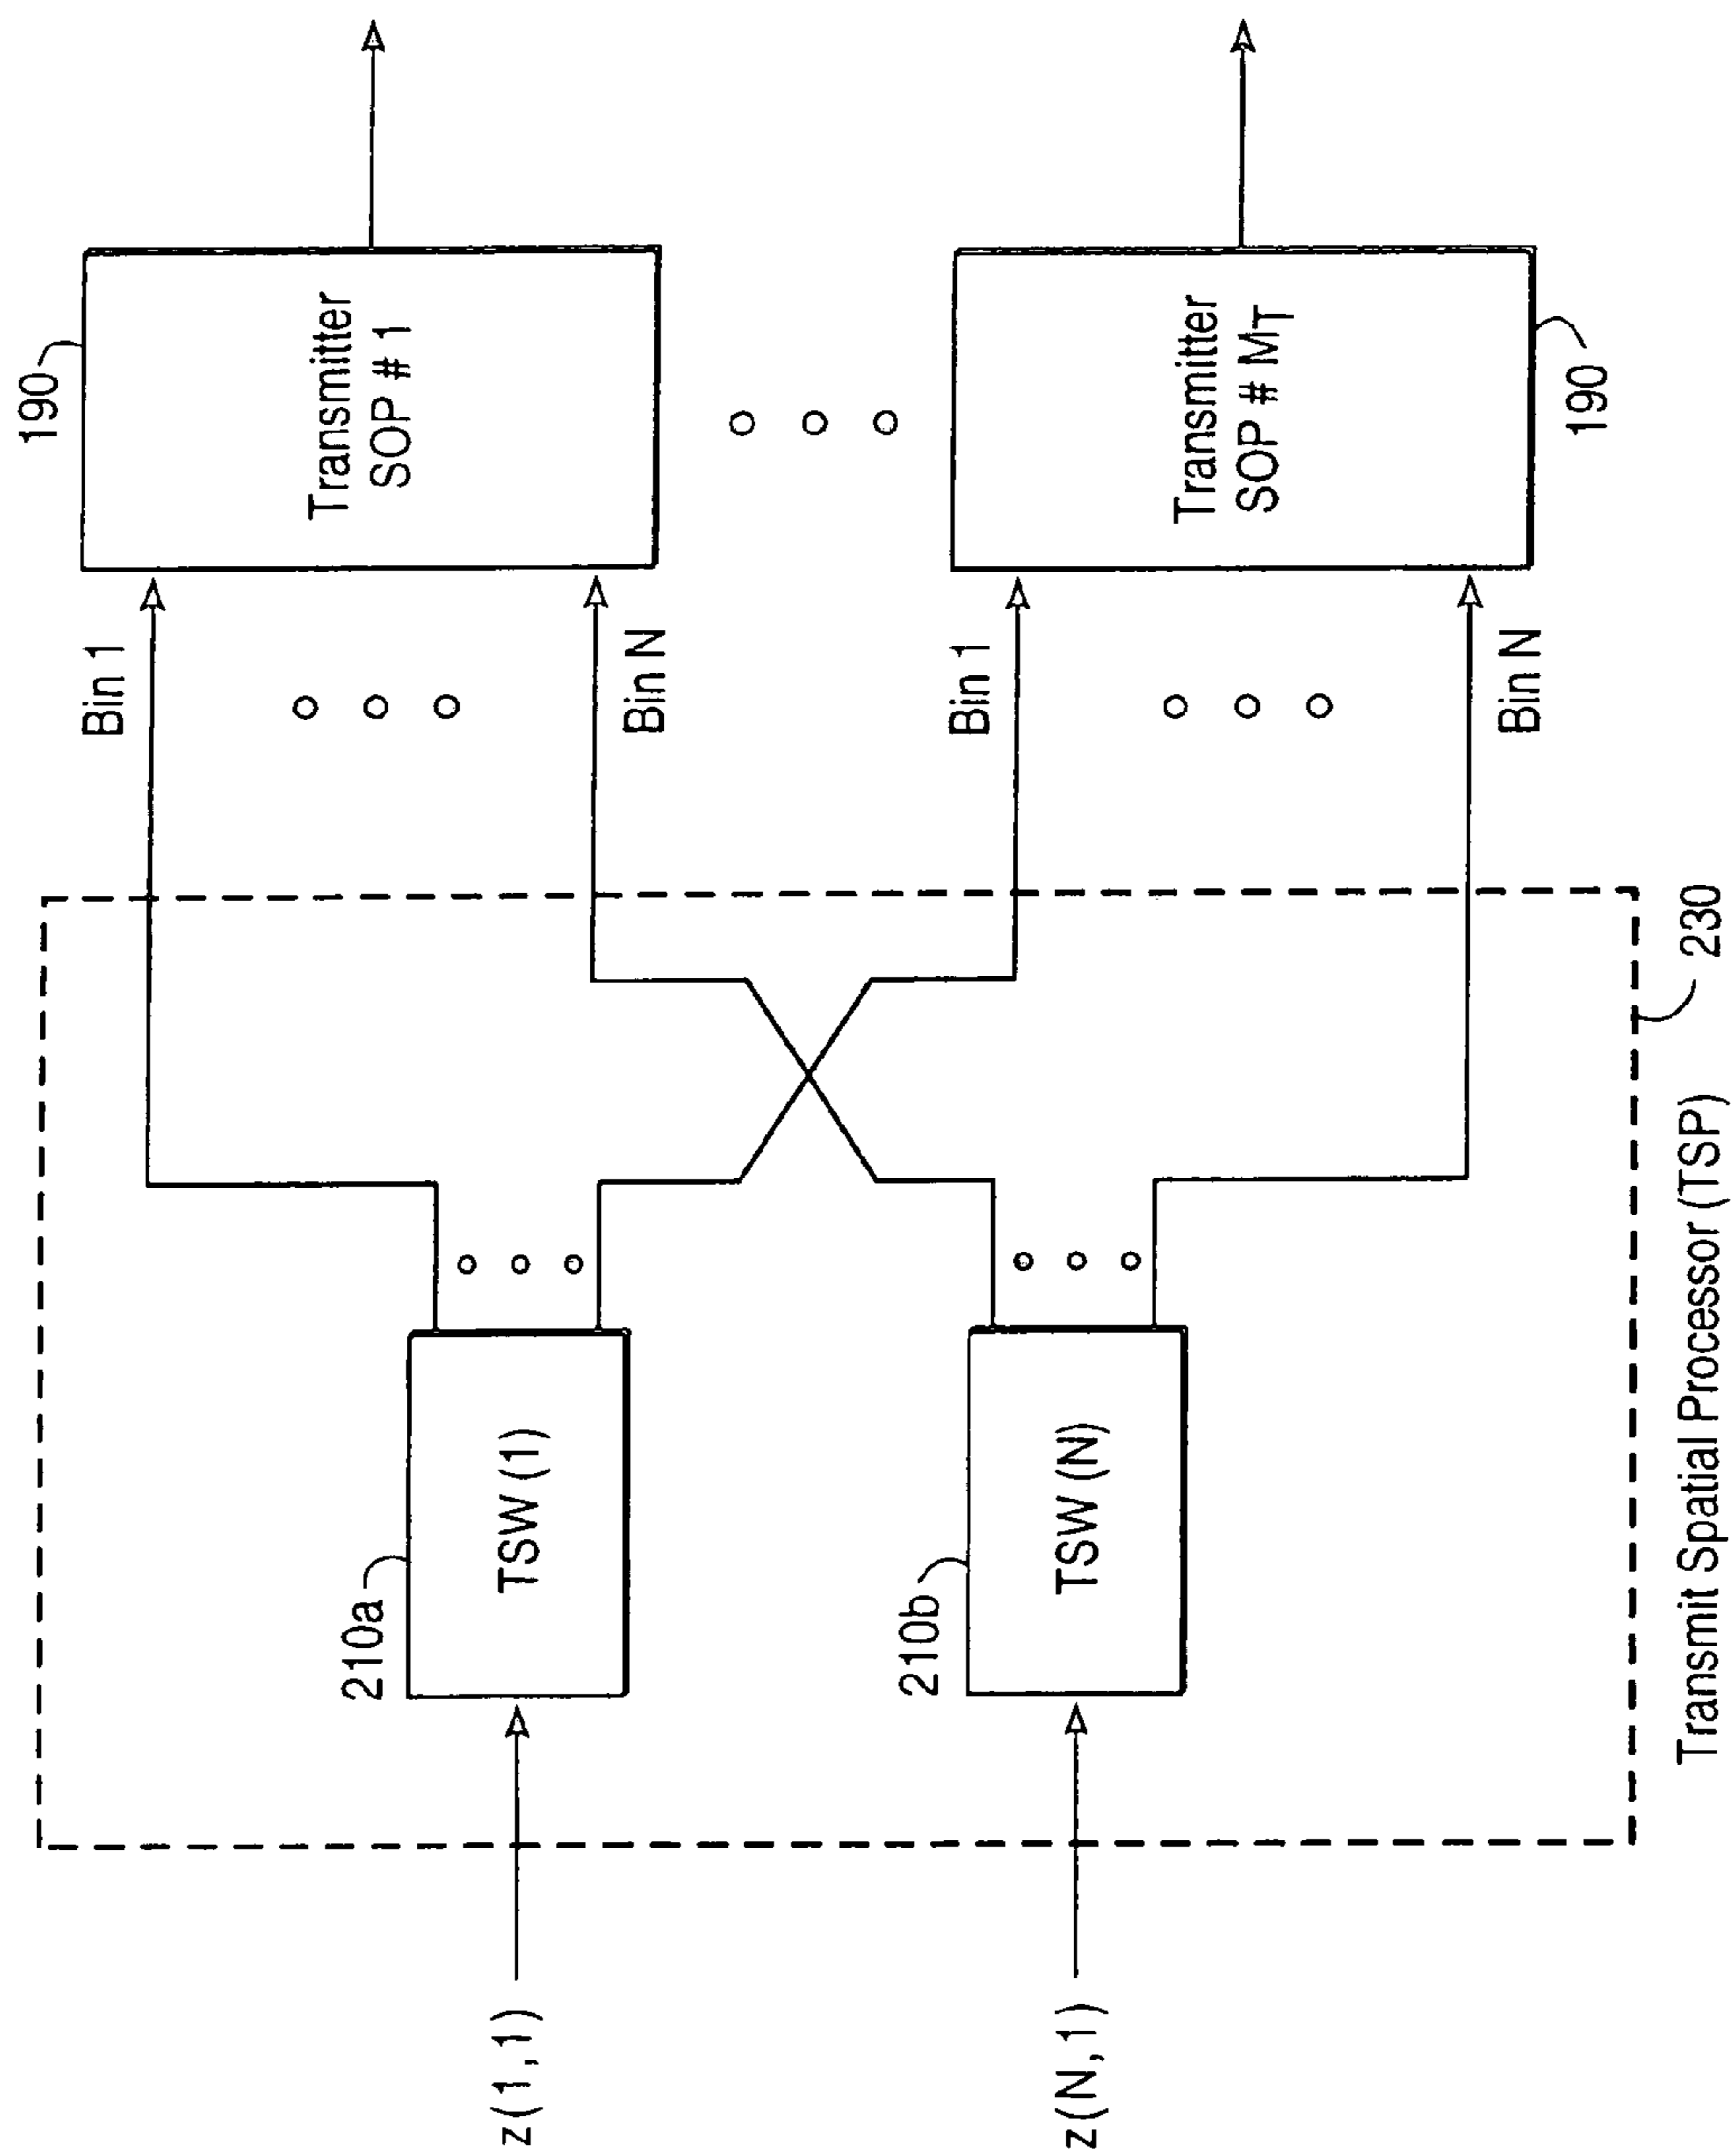 190
Transmitter
SOP # 1
Bin 1
Bin N
Transmitter
SOP # MT
190
Bin 1
Bin N
210a
TSW (1)
z(1,1)
210b
TSW (N)
z(N,1)
230
Transmit Spatial Processor (TSP)